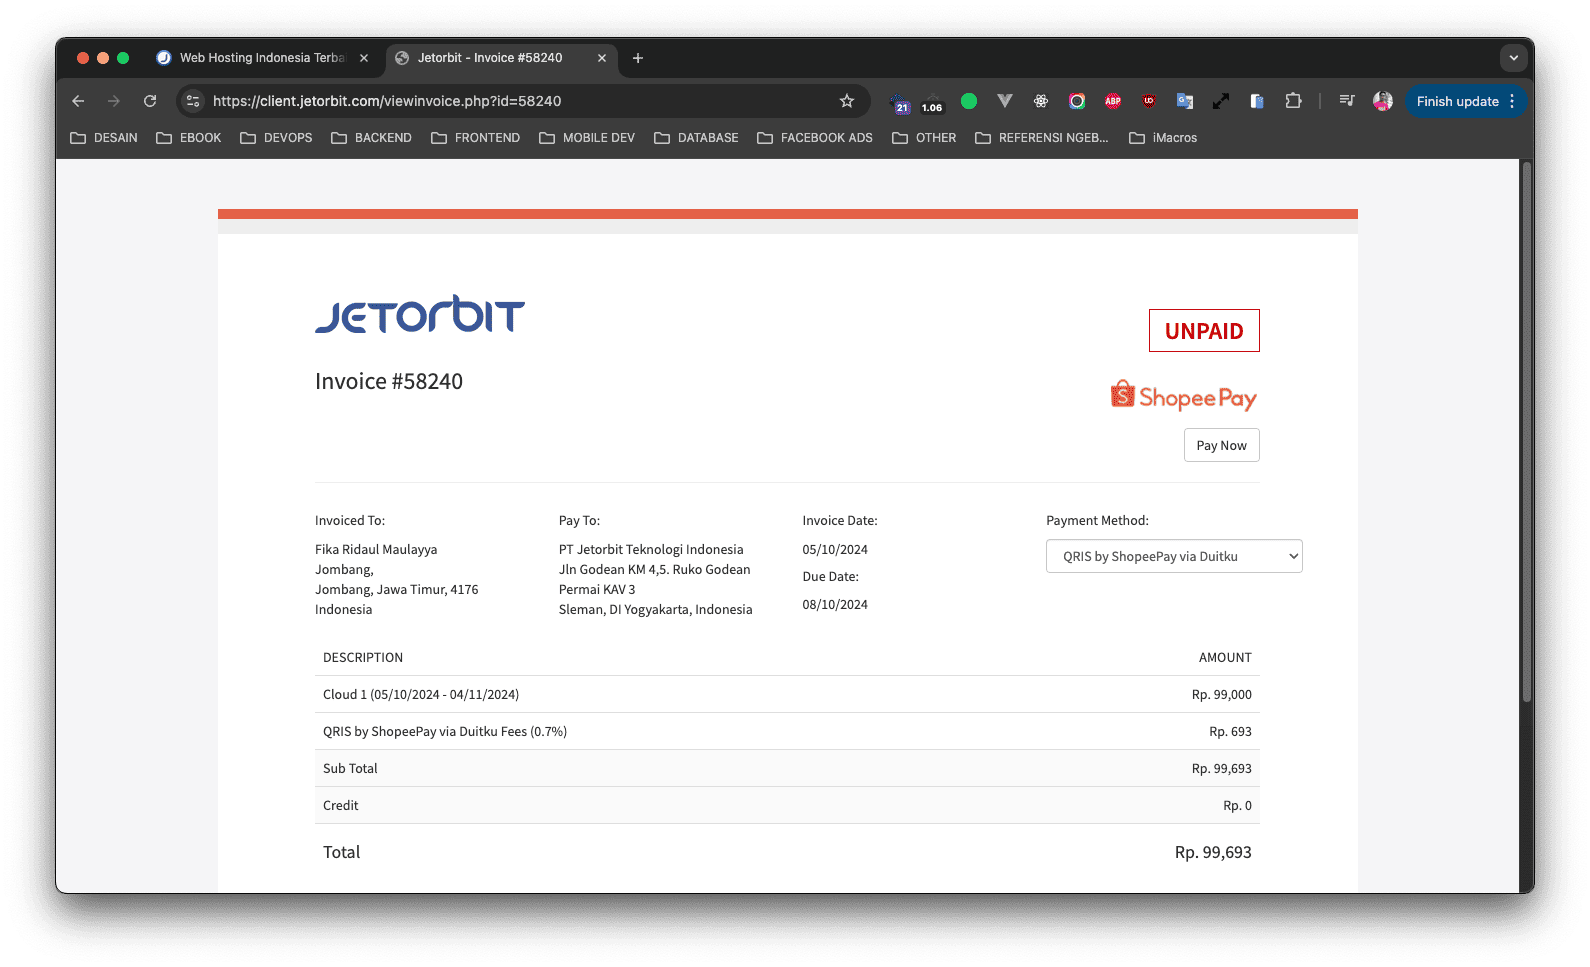 Web Hosting Indonesia Terba
Jetorbit - Invoice #58240
https://client.jetorbit.com/viewinvoice.php?id=58240
21
1.06
ABP
Finish update
DESAIN
EBOOK
DEVOPS
BACKEND
FRONTEND
MOBILE DEV
DATABASE
FACEBOOK ADS
OTHER
REFERENSI NGEB...
iMacros
JETORBIT
UNPAID
Invoice #58240
ShopeePay
Pay Now
Invoiced To:
Fika Ridaul Maulayya
Jombang,
Jombang, Jawa Timur, 4176
Indonesia
Pay To:
PT Jetorbit Teknologi Indonesia
Jln Godean KM 4,5. Ruko Godean
Permai KAV 3
Sleman, DI Yogyakarta, Indonesia
Invoice Date:
05/10/2024
Due Date:
08/10/2024
Payment Method:
QRIS by ShopeePay via Duitku
DESCRIPTION AMOUNT
Cloud 1 (05/10/2024 - 04/11/2024) Rp. 99,000
QRIS by ShopeePay via Duitku Fees (0.7%) Rp. 693
Sub Total Rp. 99,693
Credit Rp. 0
Total Rp. 99,693